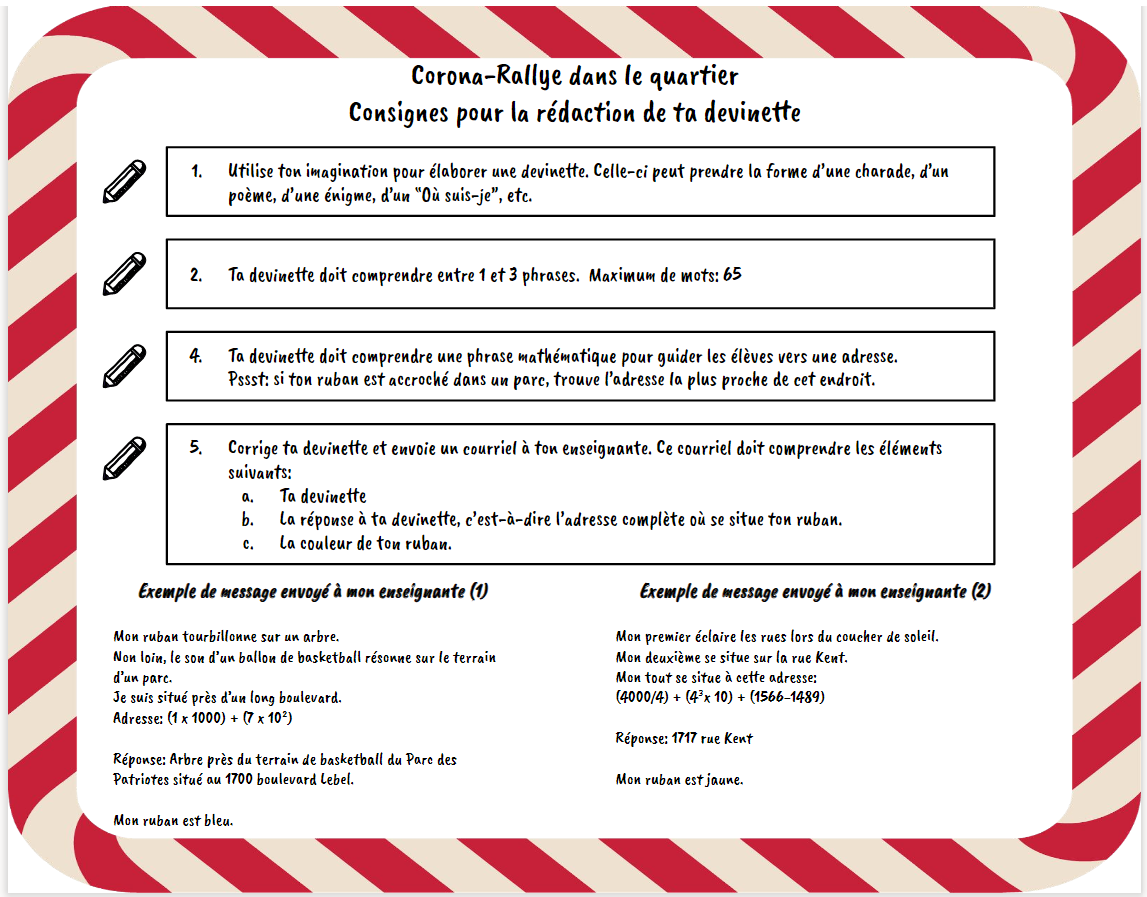 Corona-Rallye dans le quartier
Consignes pour la rédaction de ta devinette
1. Utilise ton imagination pour élaborer une devinette. Celle-ci peut prendre la forme d'une charade, d'un
poème, d'une énigme, d'un "Où suis-je", etc.
2. Ta devinette doit comprendre entre 1 et 3 phrases. Maximum de mots: 65
4. Ta devinette doit comprendre une phrase mathématique pour guider les élèves vers une adresse.
Pssst: si ton ruban est accroché dans un parc, trouve l'adresse la plus proche de cet endroit.
5. Corrige ta devinette et envoie un courriel à ton enseignante. Ce courriel doit comprendre les éléments
suivants:
a. Ta devinette
b. La réponse à ta devinette, c'est-à-dire l'adresse complète où se situe ton ruban.
c. La couleur de ton ruban.
Exemple de message envoyé à mon enseignante (1)
Mon ruban tourbillonne sur un arbre.
Non loin, le son d'un ballon de basketball résonne sur le terrain
d'un parc.
Je suis situé près d'un long boulevard.
Adresse: (1 x 1000) + (7 x 10²)
Réponse: Arbre près du terrain de basketball du Parc des
Patriotes situé au 1700 boulevard Lebel.
Mon ruban est bleu.
Exemple de message envoyé à mon enseignante (2)
Mon premier éclaire les rues lors du coucher de soleil.
Mon deuxième se situe sur la rue Kent.
Mon tout se situe à cette adresse:
(4000/4) + (4³x 10) + (1566-1489)
Réponse: 1717 rue Kent
Mon ruban est jaune.